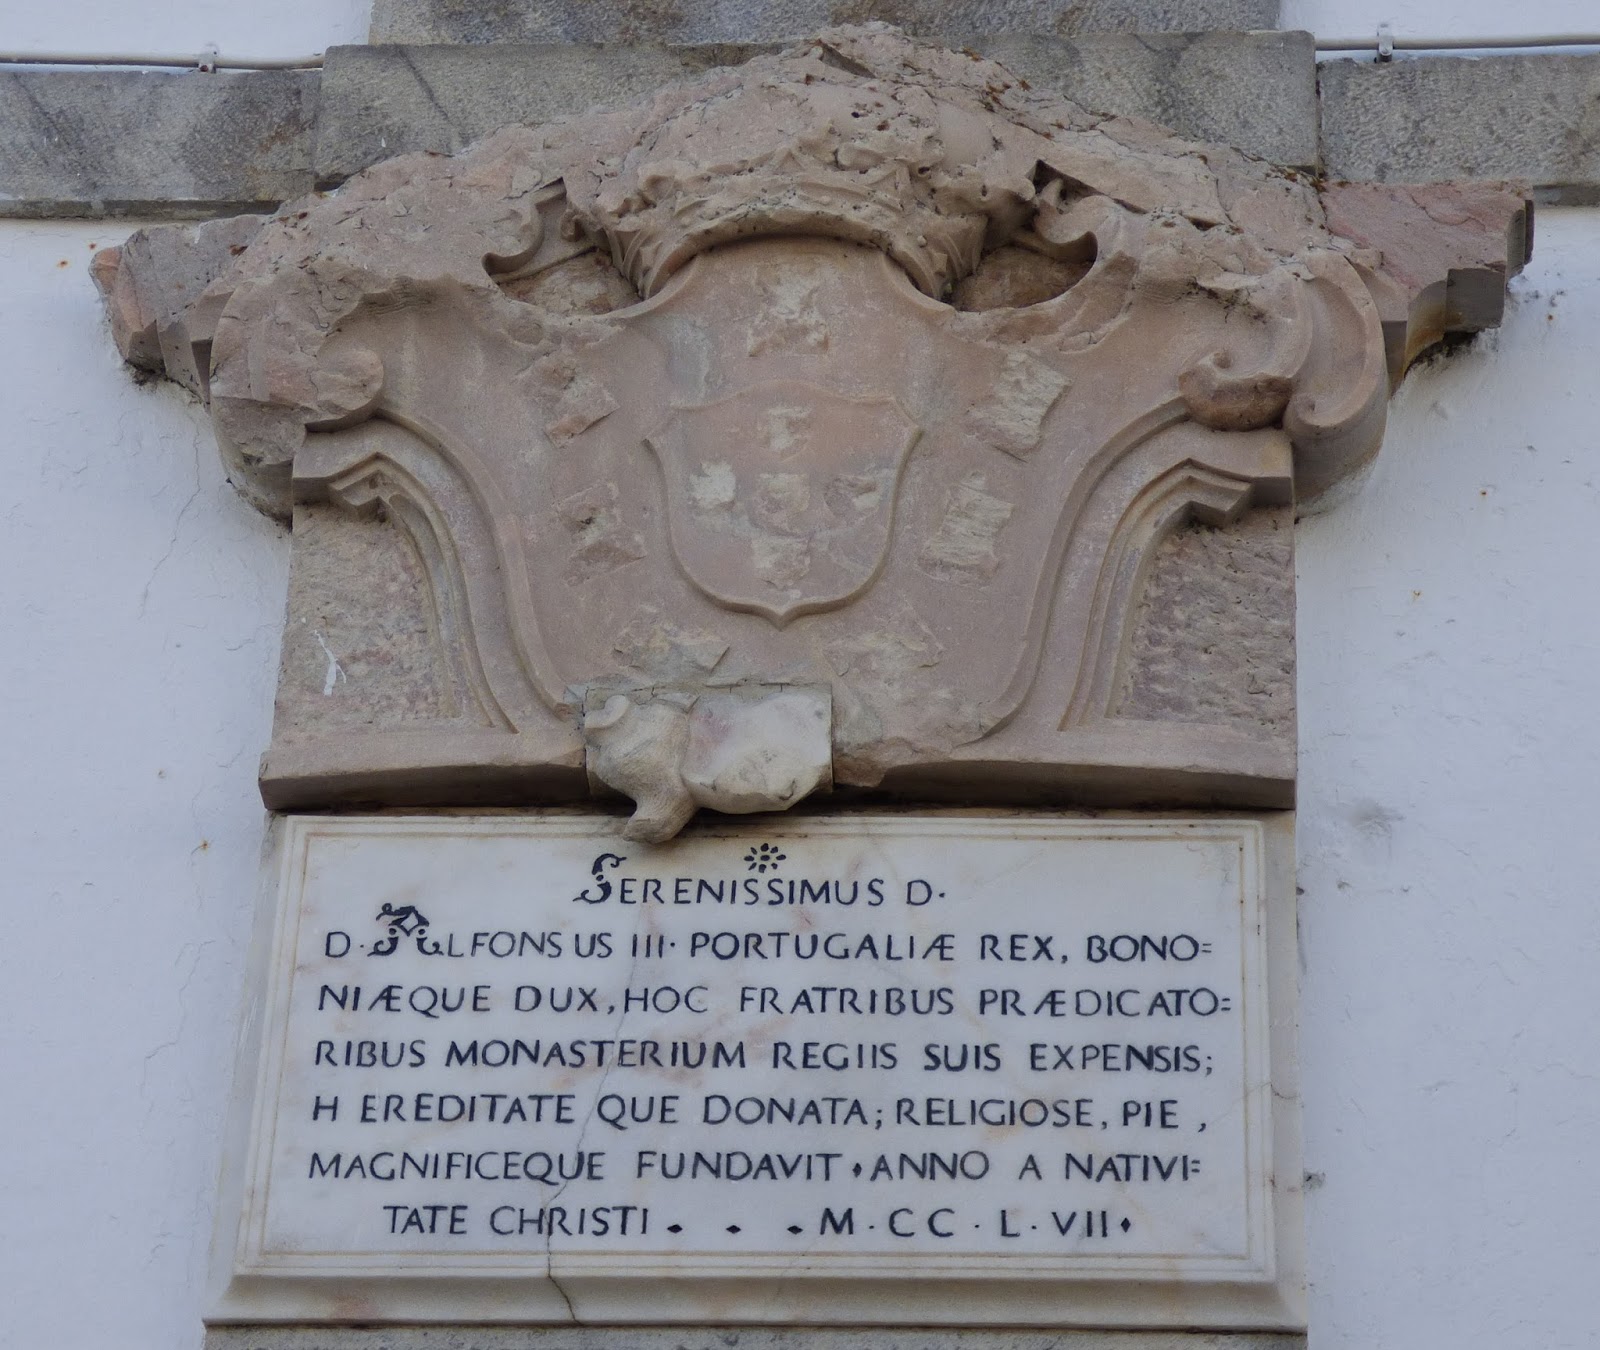 SERENISSIMUS D.
D. ALFONSUS III. PORTUGALIÆ REX, BONO=
NIÆQUE DUX, HOC FRATRIBUS PRÆDICATO=
RIBUS MONASTERIUM REGIIS SUIS EXPENSIS;
HEREDITATE QUE DONATA; RELIGIOSE, PIE,
MAGNIFICEQUE FUNDAVIT . ANNO A NATIVI=
TATE CHRISTI . . . M . CC . L . VII .